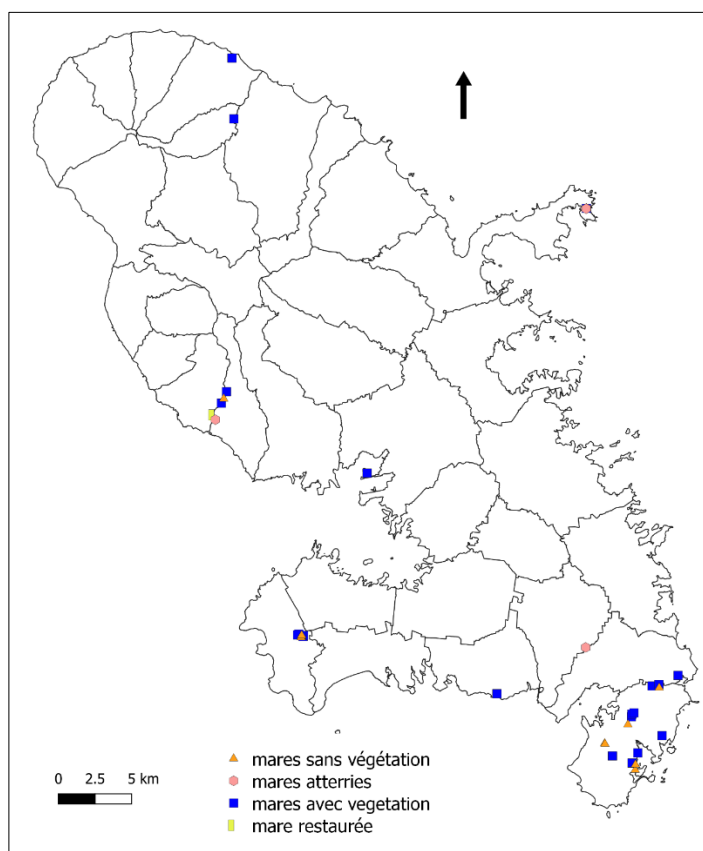 mares sans végétation
mares atterries
mares avec vegetation
mare restaurée
0 2.5 5 km